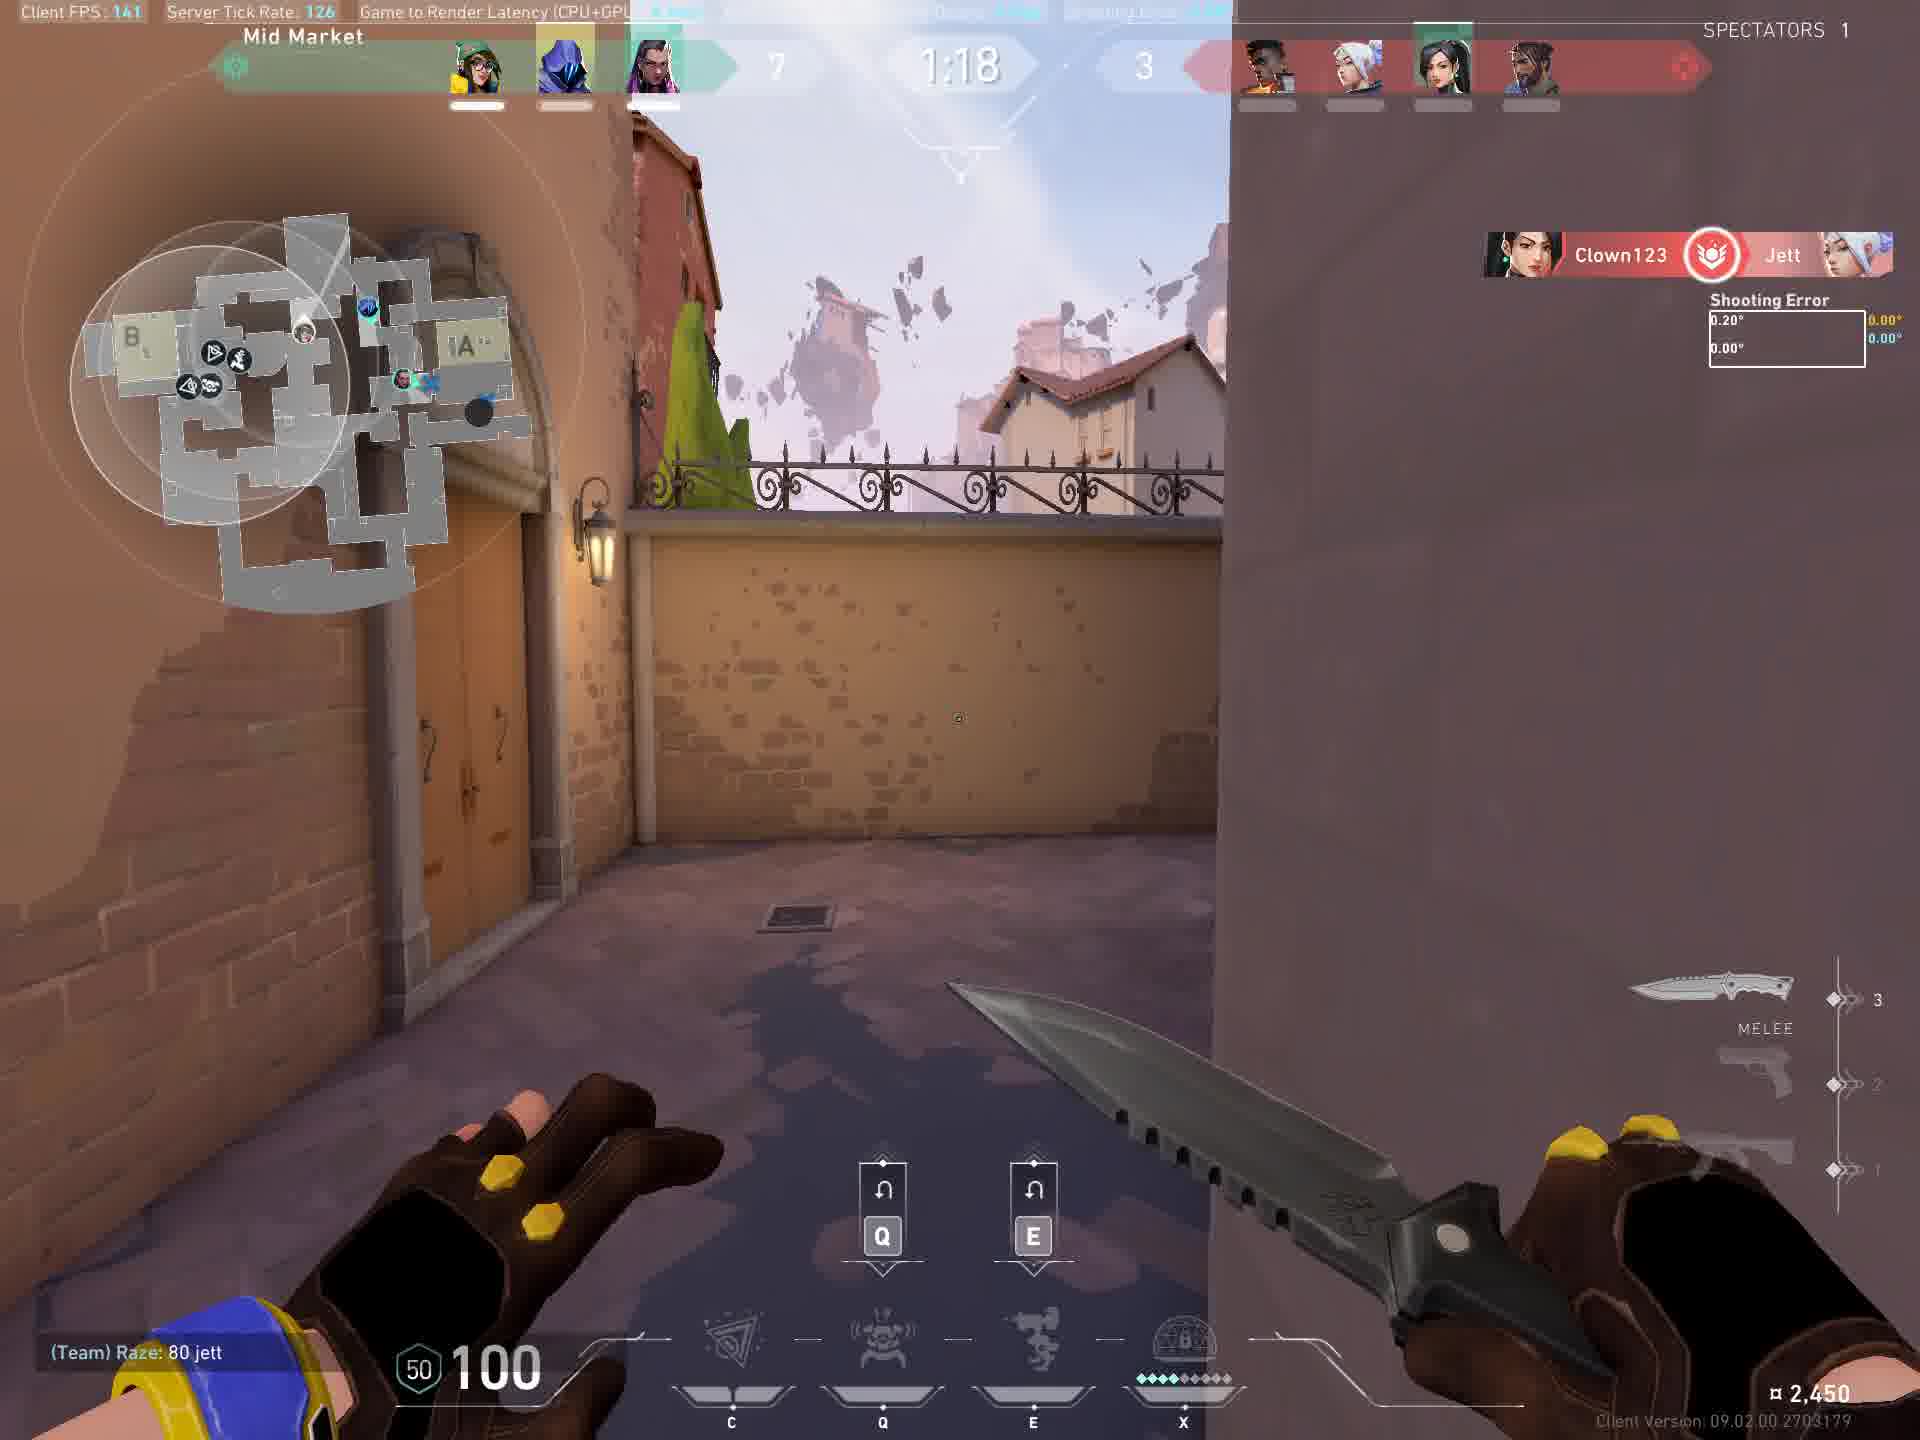 Client FPS: 141 Server Tick Rate: 126 Game to Render Latency (CPU+GPU
Mid Market
7
1:18
3
SPECTATORS 1
B
A
Clown123
Jett
Shooting Error
0.20°
0.00°
0.00°
0.00°
3
MELEE
2
1
Q
E
(Team) Raze: 80 jett
50
100
C
Q
E
X
¤ 2,450
Client Version: 09.02.00.2703179